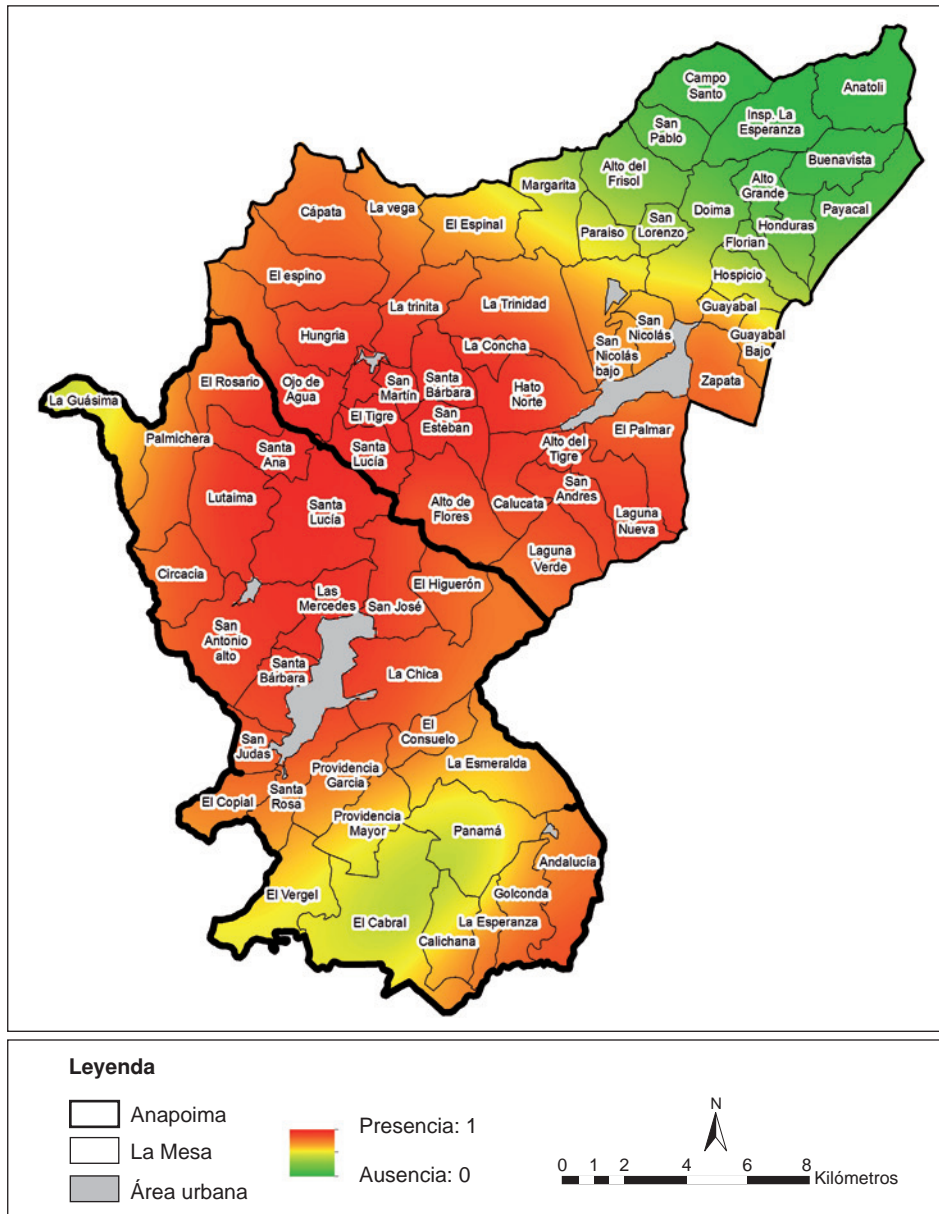 Campo
Santo
Anatoli
Insp. La
Esperanza
San
Pablo
Buenavista
Alto del
Frisol
Alto
Grande
Margarita
Payacal
Doima
Cápata
La vega
El Espinal
Paraiso
San
Lorenzo
Honduras
Florian
El espino
Hospicio
La trinita
La Trinidad
Guayabal
Hungria
San
Nicolás
San
Nicolás
bajo
Guayabal
Bajo
La Concha
El Rosario
Ojo de
Agua
San
Martín
Santa
Bárbara
Hato
Norte
Zapata
La Guásima
El Tigre
San
Esteban
Palmichera
El Palmar
Santa
Ana
Santa
Lucía
Alto del
Tigre
Lutaima
Santa
Lucía
Alto de
Flores
Calucata
San
Andres
Laguna
Nueva
Laguna
Verde
Circacia
El Higuerón
Las
Mercedes
San José
San
Antonio
alto
Santa
Bárbara
La Chica
El
Consuelo
San
Judas
La Esmeralda
Providencia
Garcia
Santa
Rosa
El Copial
Providencia
Mayor
Panamá
Andalucía
El Vergel
Golconda
El Cabral
La Esperanza
Calichana
Leyenda
Anapoima
La Mesa
Área urbana
Presencia: 1
Ausencia: 0
N
0 1 2 4 6 8
Kilómetros